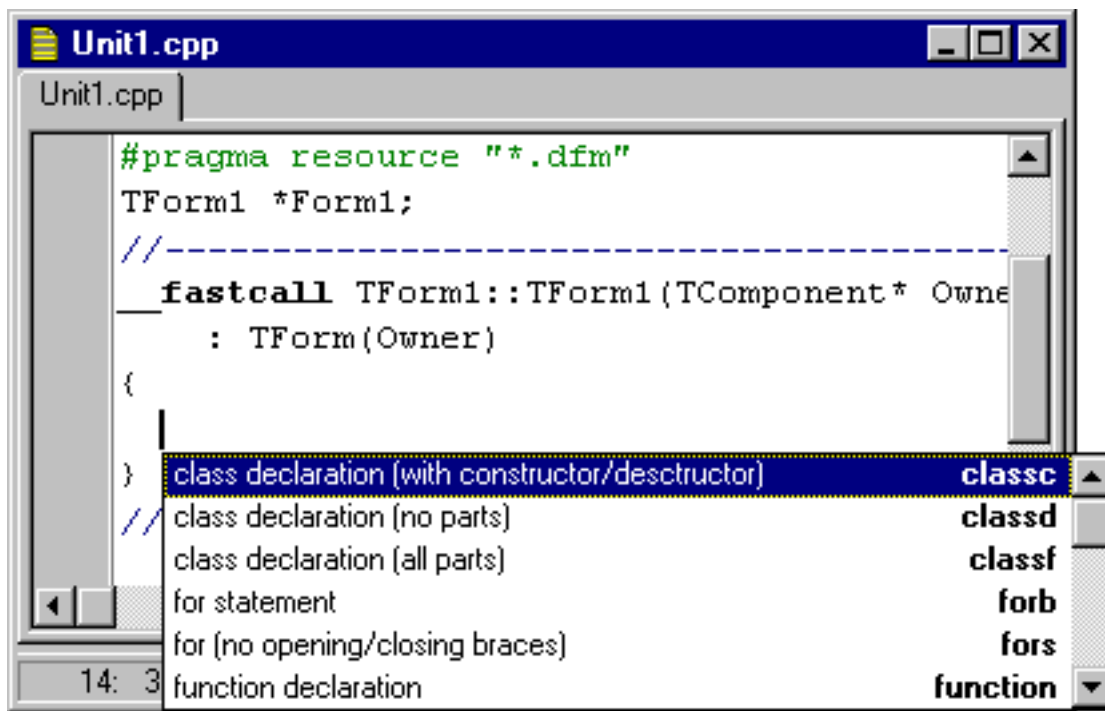 Unit1.cpp
Unit1.cpp
#pragma resource "*.dfm"
TForm1 *Form1;
//---------------------------------------
__fastcall TForm1::TForm1(TComponent* Owne
: TForm(Owner)
{
}
//
class declaration (with constructor/desctructor) classc
class declaration (no parts) classd
class declaration (all parts) classf
for statement forb
for (no opening/closing braces) fors
function declaration function
14: 3